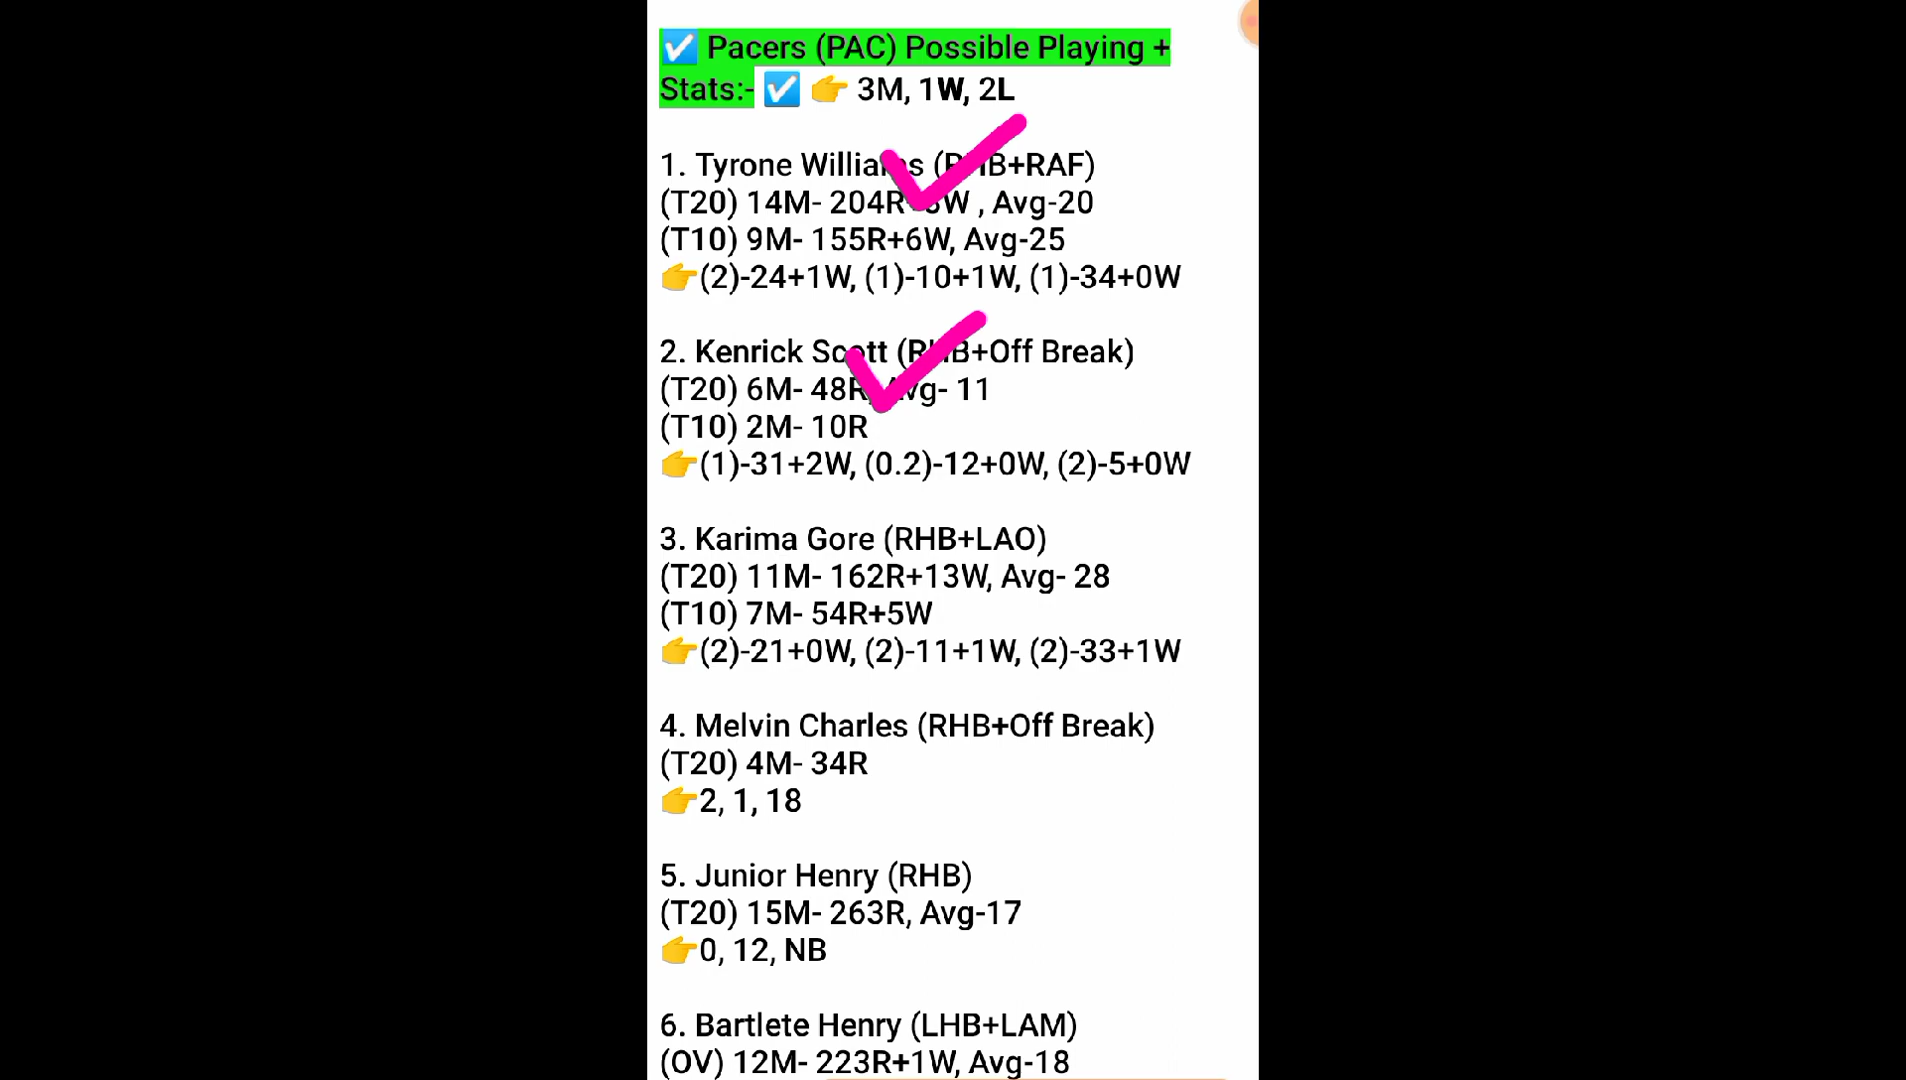 ✅ Pacers (PAC) Possible Playing +
Stats:- ☑️ 👉 3M, 1W, 2L
1. Tyrone Williams (RHB+RAF)
(T20) 14M- 204R+ W , Avg-20
(T10) 9M- 155R+6W, Avg-25
👉(2)-24+1W, (1)-10+1W, (1)-34+0W
2. Kenrick Scott (RHB+Off Break)
(T20) 6M- 48R, Avg- 11
(T10) 2M- 10R
👉(1)-31+2W, (0.2)-12+0W, (2)-5+0W
3. Karima Gore (RHB+LAO)
(T20) 11M- 162R+13W, Avg- 28
(T10) 7M- 54R+5W
👉(2)-21+0W, (2)-11+1W, (2)-33+1W
4. Melvin Charles (RHB+Off Break)
(T20) 4M- 34R
👉2, 1, 18
5. Junior Henry (RHB)
(T20) 15M- 263R, Avg-17
👉0, 12, NB
6. Bartlete Henry (LHB+LAM)
(OV) 12M- 223R+1W, Avg-18